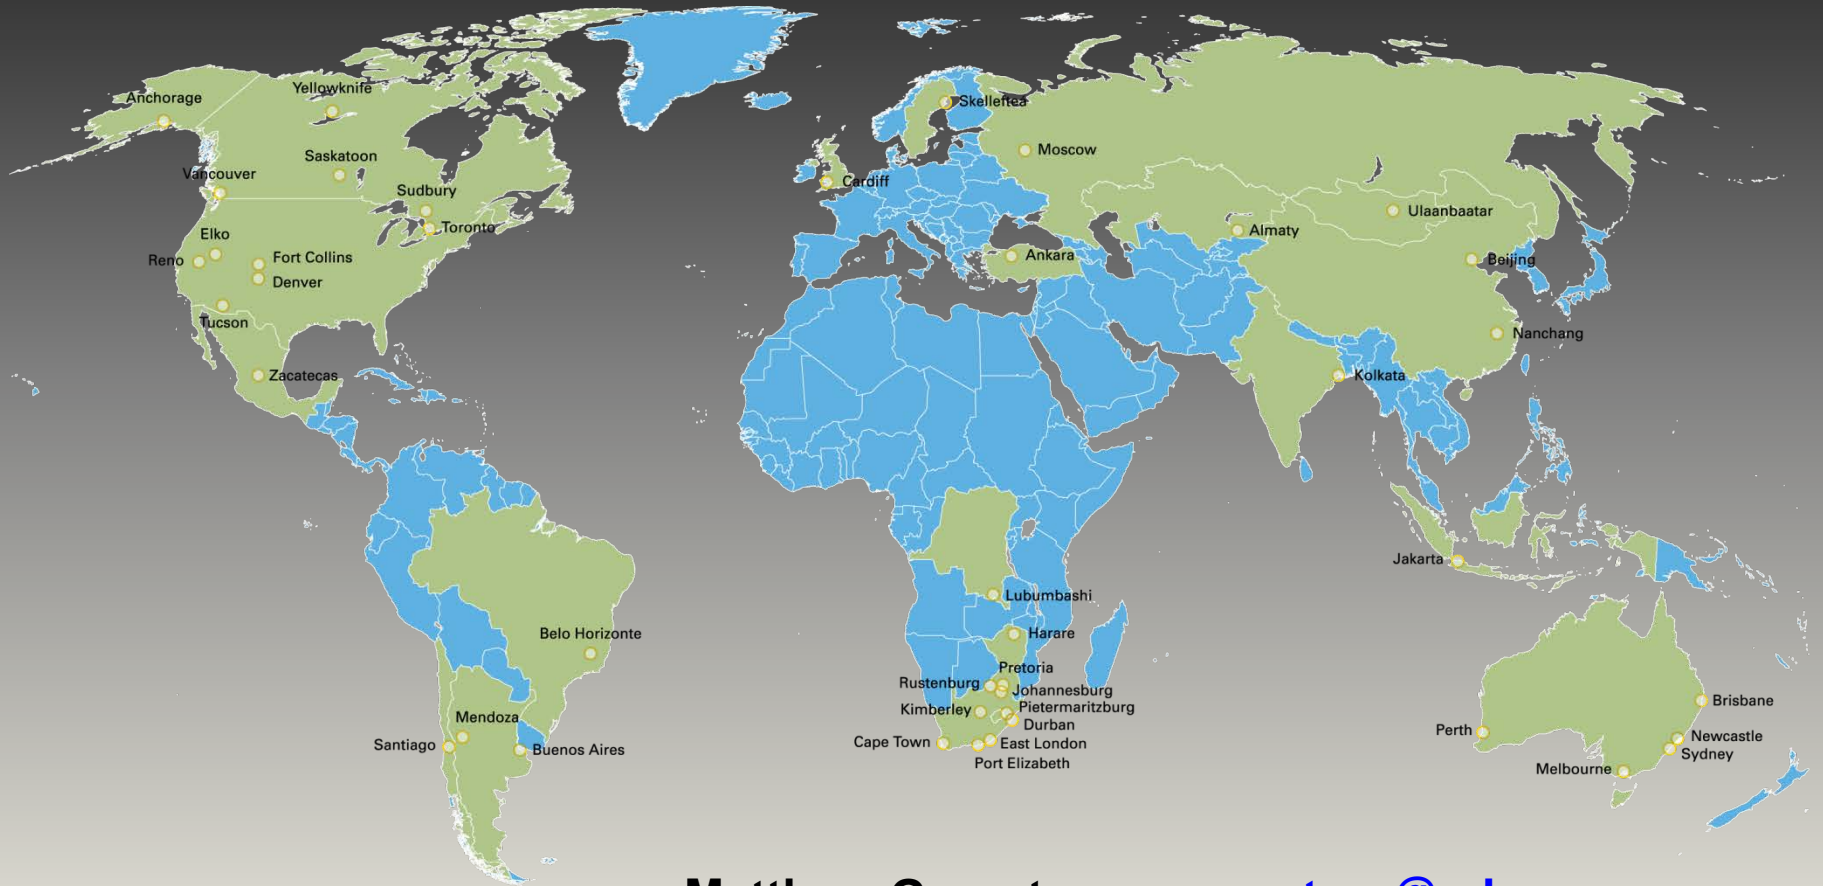 Anchorage
Yellowknife
Skelleftea
Saskatoon
Moscow
Vancouver
Sudbury
Cardiff
Ulaanbaatar
Toronto
Elko
Almaty
Reno
Fort Collins
Ankara
Beijing
Denver
Tucson
Nanchang
Zacatecas
Kolkata
Jakarta
Lubumbashi
Belo Horizonte
Harare
Pretoria
Rustenburg
Johannesburg
Kimberley
Pietermaritzburg
Brisbane
Mendoza
Durban
Perth
Newcastle
Santiago
Cape Town
East London
Buenos Aires
Sydney
Port Elizabeth
Melbourne